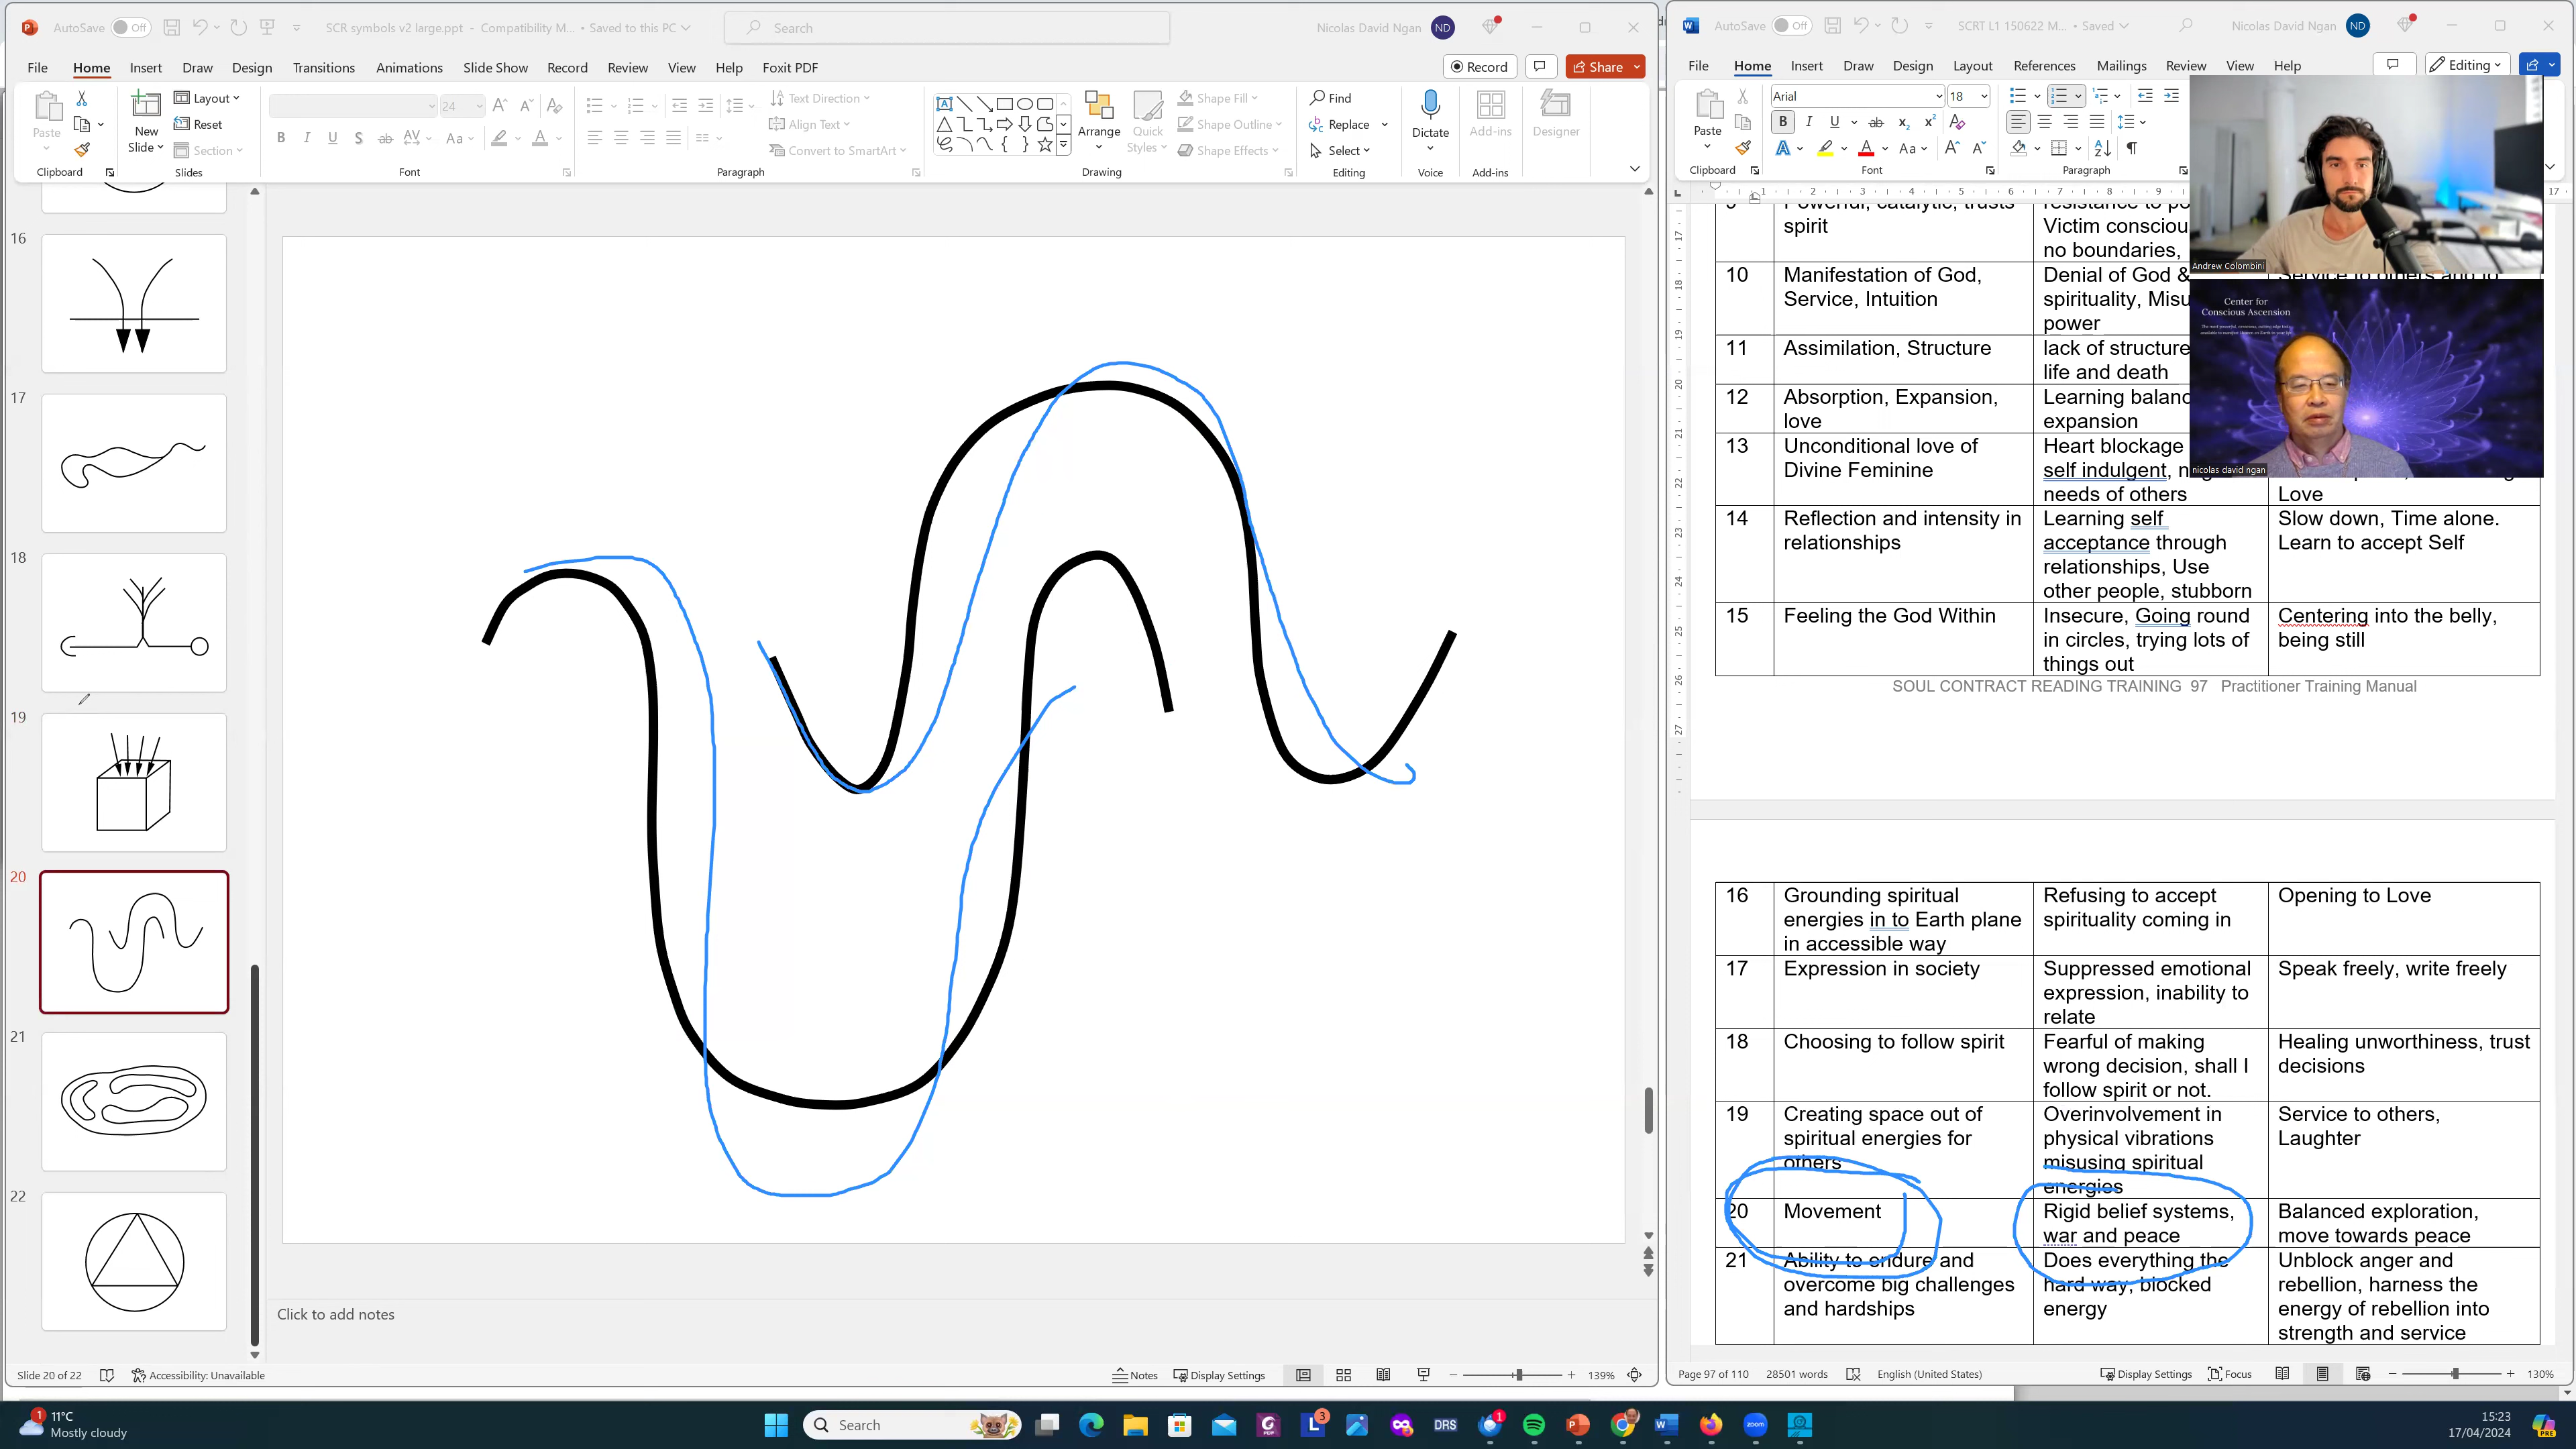 AutoSave Off SCR symbols v2 large.ppt - Compatibility M... • Saved to this PC Search Nicolas David Ngan ND
File Home Insert Draw Design Transitions Animations Slide Show Record Review View Help Foxit PDF Record Share
Paste New Slide Layout Reset Section 24
B I U S ab AV Aa A
Text Direction Align Text Convert to SmartArt
Arrange Quick Styles Shape Fill Shape Outline Shape Effects
Find Replace Select Dictate Add-ins Designer
Clipboard Slides Font Paragraph Drawing Editing Voice Add-ins
16
17
18
19
20
21
22
Click to add notes
Slide 20 of 22 Accessibility: Unavailable Notes Display Settings 139%
AutoSave Off SCRT L1 150622 M... • Saved Nicolas David Ngan ND
File Home Insert Draw Design Layout References Mailings Review View Help Editing
Paste Arial 18
B I U ab x₂ x² A
Clipboard Font Paragraph
Andrew Colombini
Center for
Conscious Ascension
nicolas david ngan
spirit Victim
no boundaries,
10 Manifestation of God, Denial of God &
Service, Intuition spirituality,
power
11 Assimilation, Structure lack of structure
life and death
12 Absorption, Expansion, Learning
love expansion
13 Unconditional love of Heart blockage
Divine Feminine self indulgent,
needs of others Love
14 Reflection and intensity in Learning self Slow down, Time alone.
relationships acceptance through Learn to accept Self
relationships, Use
other people, stubborn
15 Feeling the God Within Insecure, Going round Centering into the belly,
in circles, trying lots of being still
things out
SOUL CONTRACT READING TRAINING 97 Practitioner Training Manual
16 Grounding spiritual Refusing to accept Opening to Love
energies in to Earth plane spirituality coming in
in accessible way
17 Expression in society Suppressed emotional Speak freely, write freely
expression, inability to
relate
18 Choosing to follow spirit Fearful of making Healing unworthiness, trust
wrong decision, shall I decisions
follow spirit or not.
19 Creating space out of Overinvolvement in Service to others,
spiritual energies for physical vibrations Laughter
others misusing spiritual
energies
20 Movement Rigid belief systems, Balanced exploration,
war and peace move towards peace
21 Ability to endure and Does everything the Unblock anger and
overcome big challenges hard way, blocked rebellion, harness the
and hardships energy energy of rebellion into
strength and service
Page 97 of 110 28501 words English (United States) Display Settings Focus 130%
11°C
Mostly cloudy
Search
DRS
15:23
17/04/2024